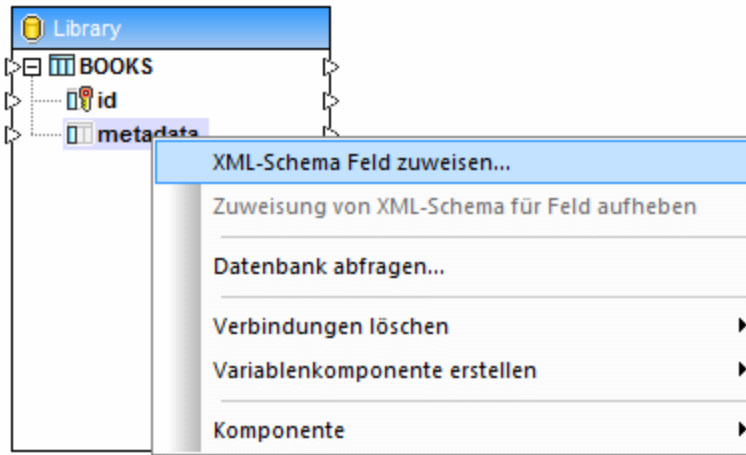 Library
BOOKS
id
metadata
XML-Schema Feld zuweisen...
Zuweisung von XML-Schema für Feld aufheben
Datenbank abfragen...
Verbindungen löschen
Variablenkomponente erstellen
Komponente